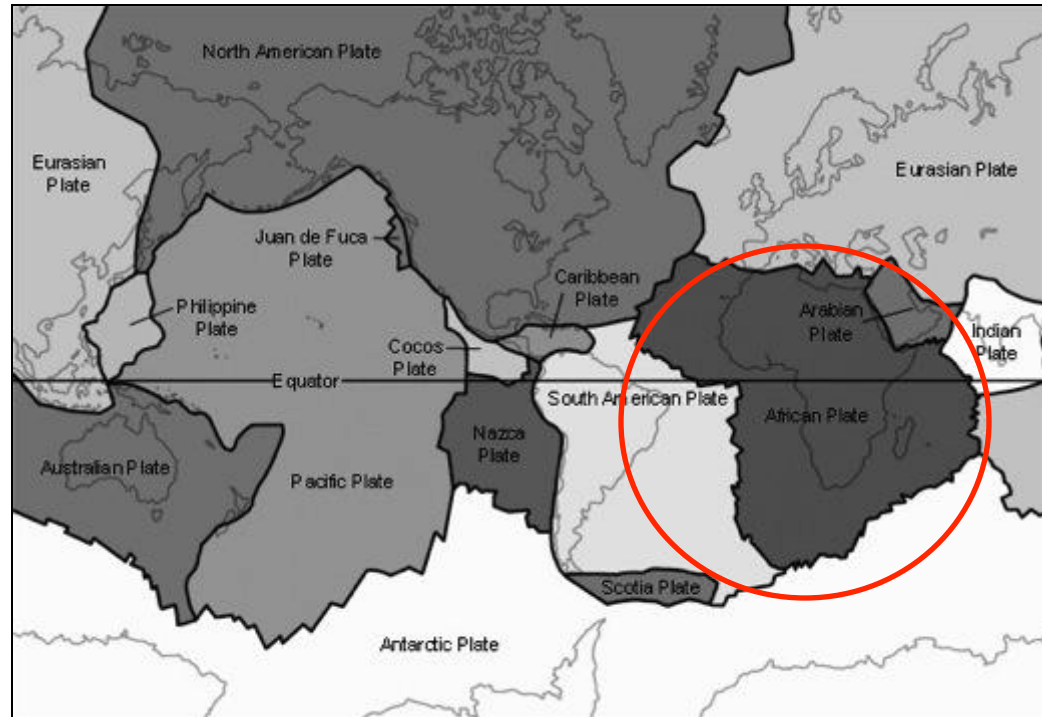 North American Plate
Eurasian
Plate
Eurasian Plate
Juan de Fuca
Plate
Caribbean
Plate
Philippine
Plate
Arabian
Plate
Indian
Plate
Cocos
Plate
Equator
South American Plate
African Plate
Nazca
Plate
Australian Plate
Pacific Plate
Scotia Plate
Antarctic Plate